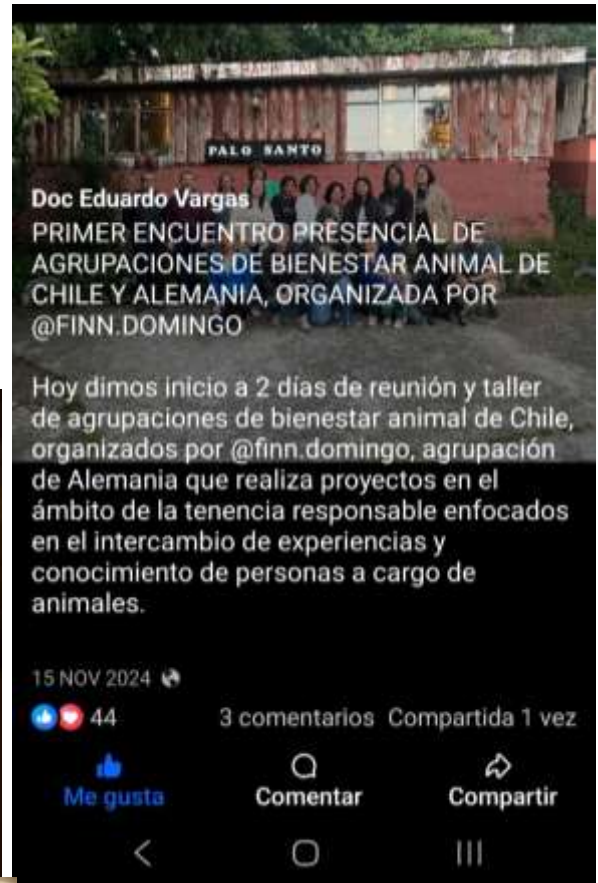 PALO SANTO
Doc Eduardo Vargas
PRIMER ENCUENTRO PRESENCIAL DE
AGRUPACIONES DE BIENESTAR ANIMAL DE
CHILE Y ALEMANIA, ORGANIZADA POR
@FINN.DOMINGO
Hoy dimos inicio a 2 días de reunión y taller
de agrupaciones de bienestar animal de Chile,
organizados por @finn.domingo, agrupación
de Alemania que realiza proyectos en el
ámbito de la tenencia responsable enfocados
en el intercambio de experiencias y
conocimiento de personas a cargo de
animales.
15 NOV 2024
44 3 comentarios Compartida 1 vez
Me gusta Comentar Compartir